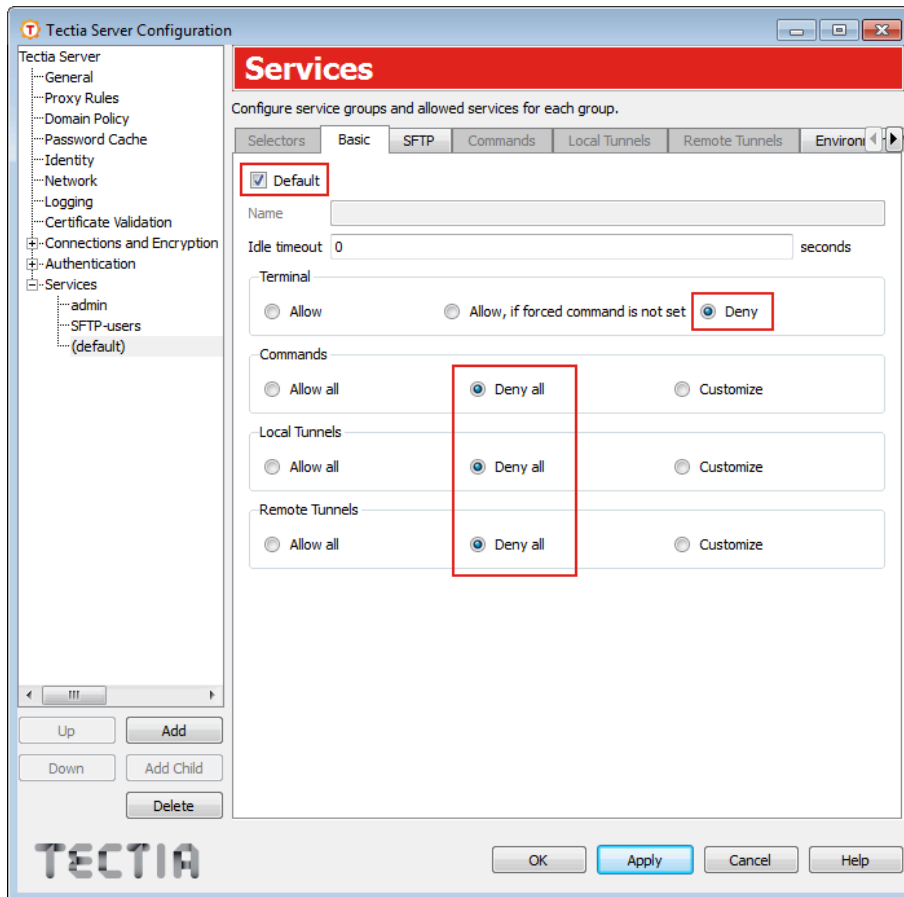 Tectia Server Configuration
Tectia Server
General
Proxy Rules
Domain Policy
Password Cache
Identity
Network
Logging
Certificate Validation
Connections and Encryption
Authentication
Services
admin
SFTP-users
(default)
Up
Add
Down
Add Child
Delete
TECTIA
Services
Configure service groups and allowed services for each group.
Selectors Basic SFTP Commands Local Tunnels Remote Tunnels
Default
Name
Idle timeout 0 seconds
Terminal
Allow Allow, if forced command is not set Deny
Commands
Allow all Deny all Customize
Local Tunnels
Allow all Deny all Customize
Remote Tunnels
Allow all Deny all Customize
OK Apply Cancel Help